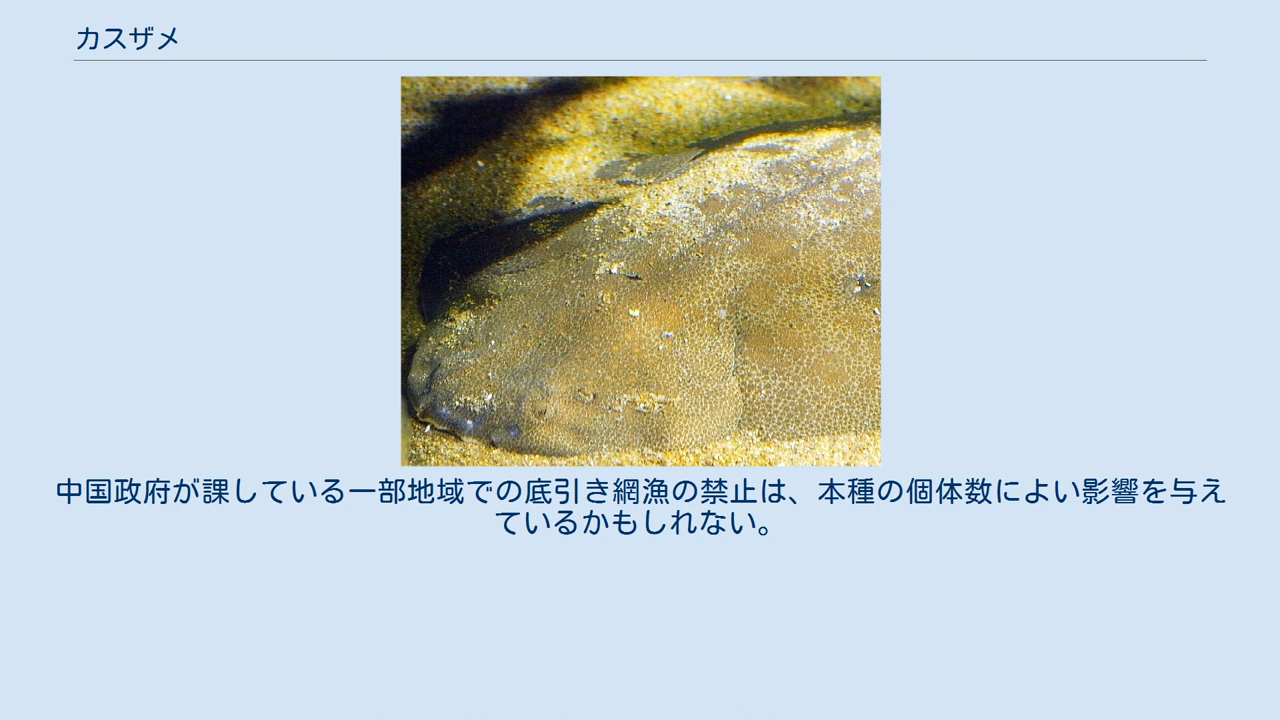 カスザメ
中国政府が課している一部地域での底引き網漁の禁止は、本種の個体数によい影響を与え
ているかもしれない。